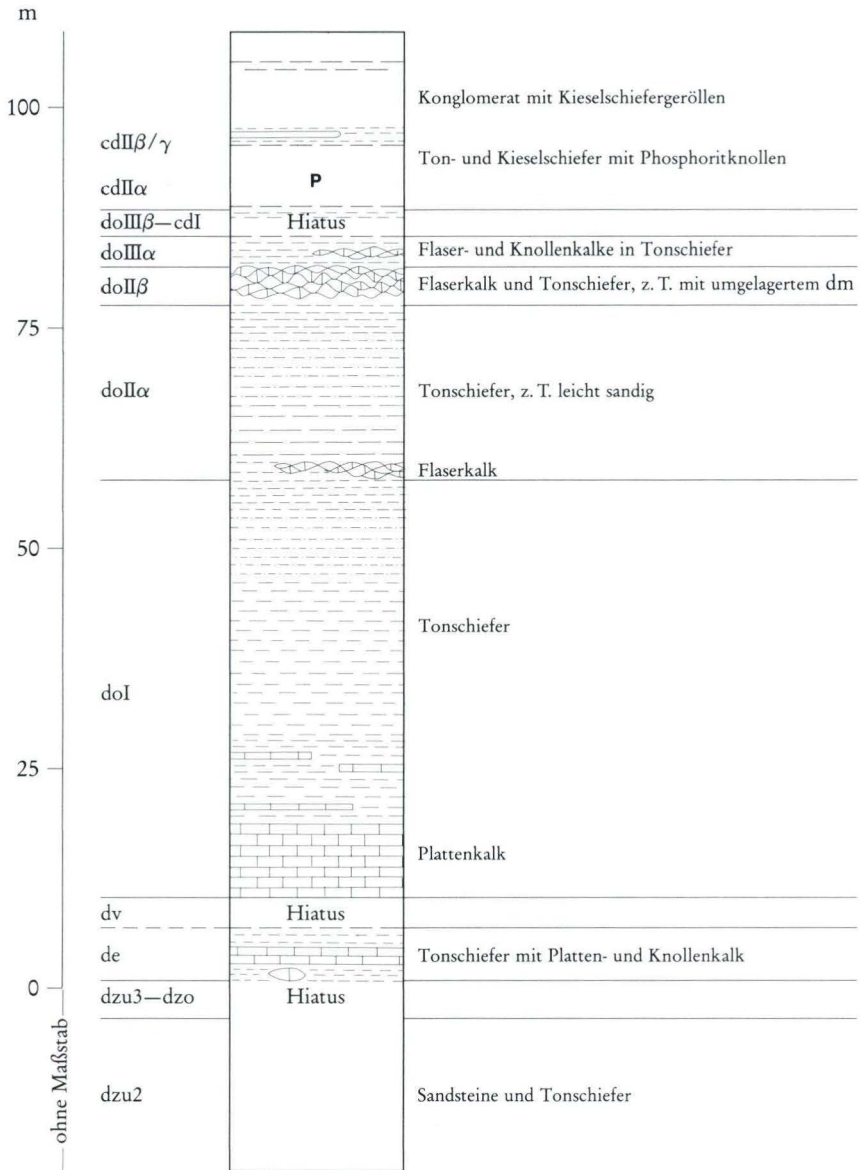 m
Konglomerat mit Kieselschiefergeröllen
100
cdIIβ/γ
Ton- und Kieselschiefer mit Phosphoritknollen
cdIIα
P
doIIIβ—cdI Hiatus
doIIIα Flaser- und Knollenkalke in Tonschiefer
doIIβ Flaserkalk und Tonschiefer, z. T. mit umgelagertem dm
75
doIIα Tonschiefer, z. T. leicht sandig
Flaserkalk
50
Tonschiefer
doI
25
Plattenkalk
dv Hiatus
de Tonschiefer mit Platten- und Knollenkalk
0
dzu3—dzo Hiatus
ohne Maßstab
dzu2 Sandsteine und Tonschiefer